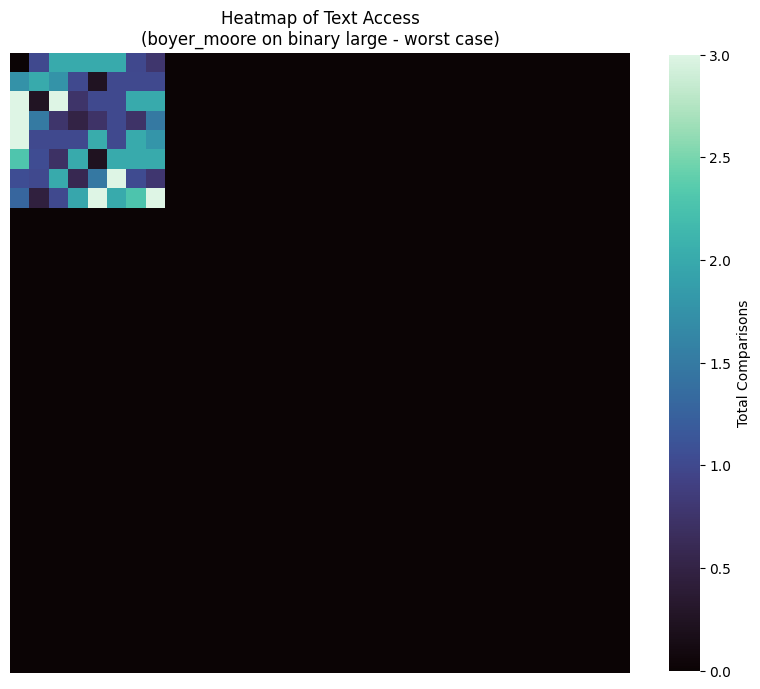 Heatmap of Text Access
(boyer_moore on binary large - worst case)
3.0
2.5
2.0
1.5
1.0
0.5
0.0
Total Comparisons